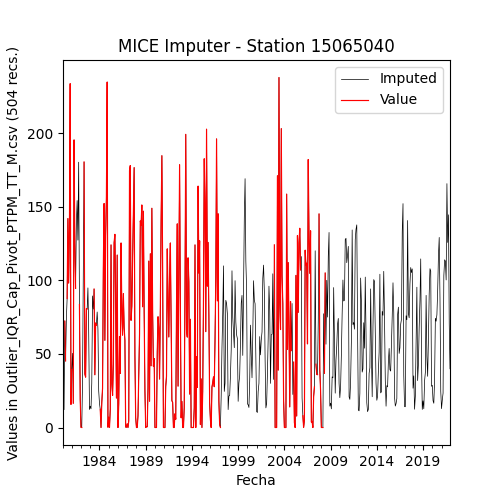 MICE Imputer - Station 15065040
Imputed
Value
Values in Outlier_IQR_Cap_Pivot_PTPM_TT_M.csv (504 recs.)
200
150
100
50
0
1984 1989 1994 1999 2004 2009 2014 2019
Fecha